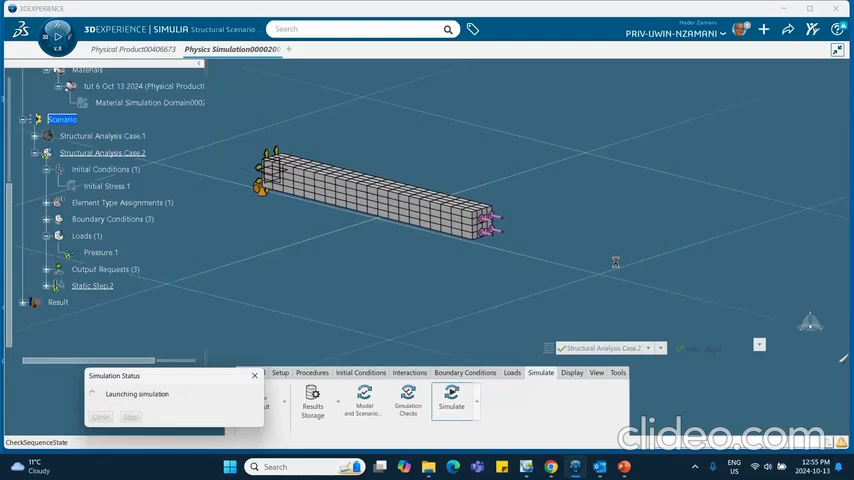 3DEXPERIENCE
3DEXPERIENCE | SIMULIA Structural Scenario ...
Search
Nader Zamani
PRIV-UWIN-NZAMANI
3D
V.R
Physical Product00406673
Physics Simulation0000200
Materials
tut 6 Oct 13 2024 (Physical Product
Material Simulation Domain0002
Scenario
Structural Analysis Case.1
Structural Analysis Case.2
Initial Conditions (1)
Initial Stress.1
Element Type Assignments (1)
Boundary Conditions (3)
Loads (1)
Pressure.1
Output Requests (3)
Static Step.2
Result
Structural Analysis Case.2
Simulation Status
Launching simulation
Close
Stop
Setup
Procedures
Initial Conditions
Interactions
Boundary Conditions
Loads
Simulate
Display
View
Tools
Results
Storage
Model
and Scenario...
Simulation
Checks
Simulate
CheckSequenceState
clideo.com
11°C
Cloudy
Search
ENG
US
12:55 PM
2024-10-13